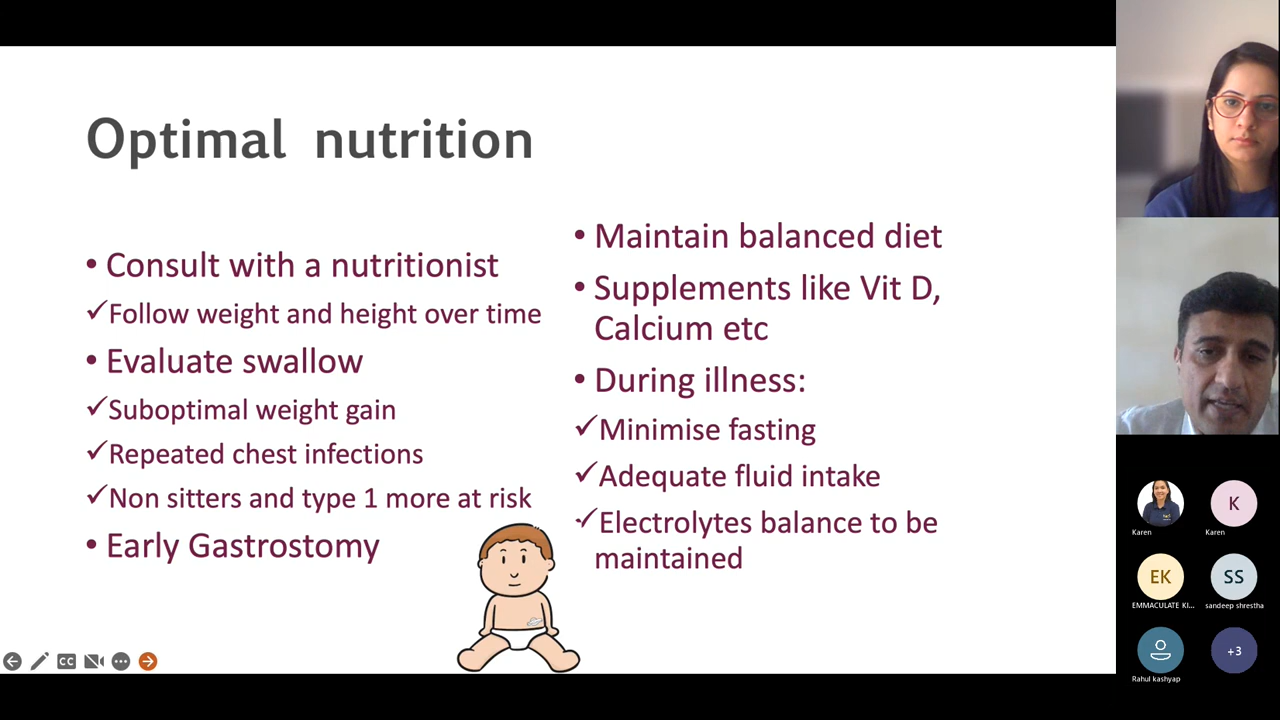 Optimal nutrition
• Consult with a nutritionist
✓Follow weight and height over time
• Evaluate swallow
✓Suboptimal weight gain
✓Repeated chest infections
✓Non sitters and type 1 more at risk
• Early Gastrostomy
• Maintain balanced diet
• Supplements like Vit D,
Calcium etc
• During illness:
✓Minimise fasting
✓Adequate fluid intake
✓Electrolytes balance to be
maintained
CC
Karen
K
Karen
EK
EMMACULATE KI...
SS
sandeep shrestha
Rahul kashyap
+3